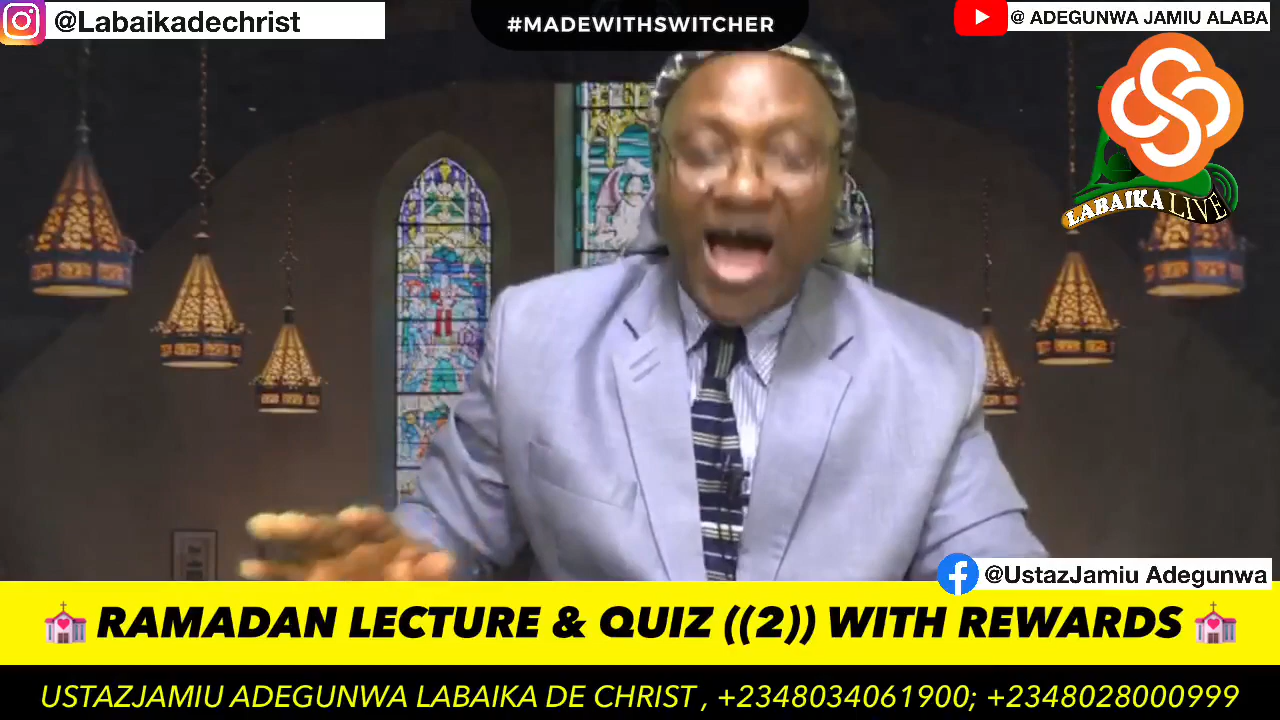 @Labaikadechrist
#MADEWITHSWITCHER
@ ADEGUNWA JAMIU ALABA
LABAIKA LIVE
@UstazJamiu Adegunwa
RAMADAN LECTURE & QUIZ ((2)) WITH REWARDS
USTAZJAMIU ADEGUNWA LABAIKA DE CHRIST , +2348034061900; +2348028000999